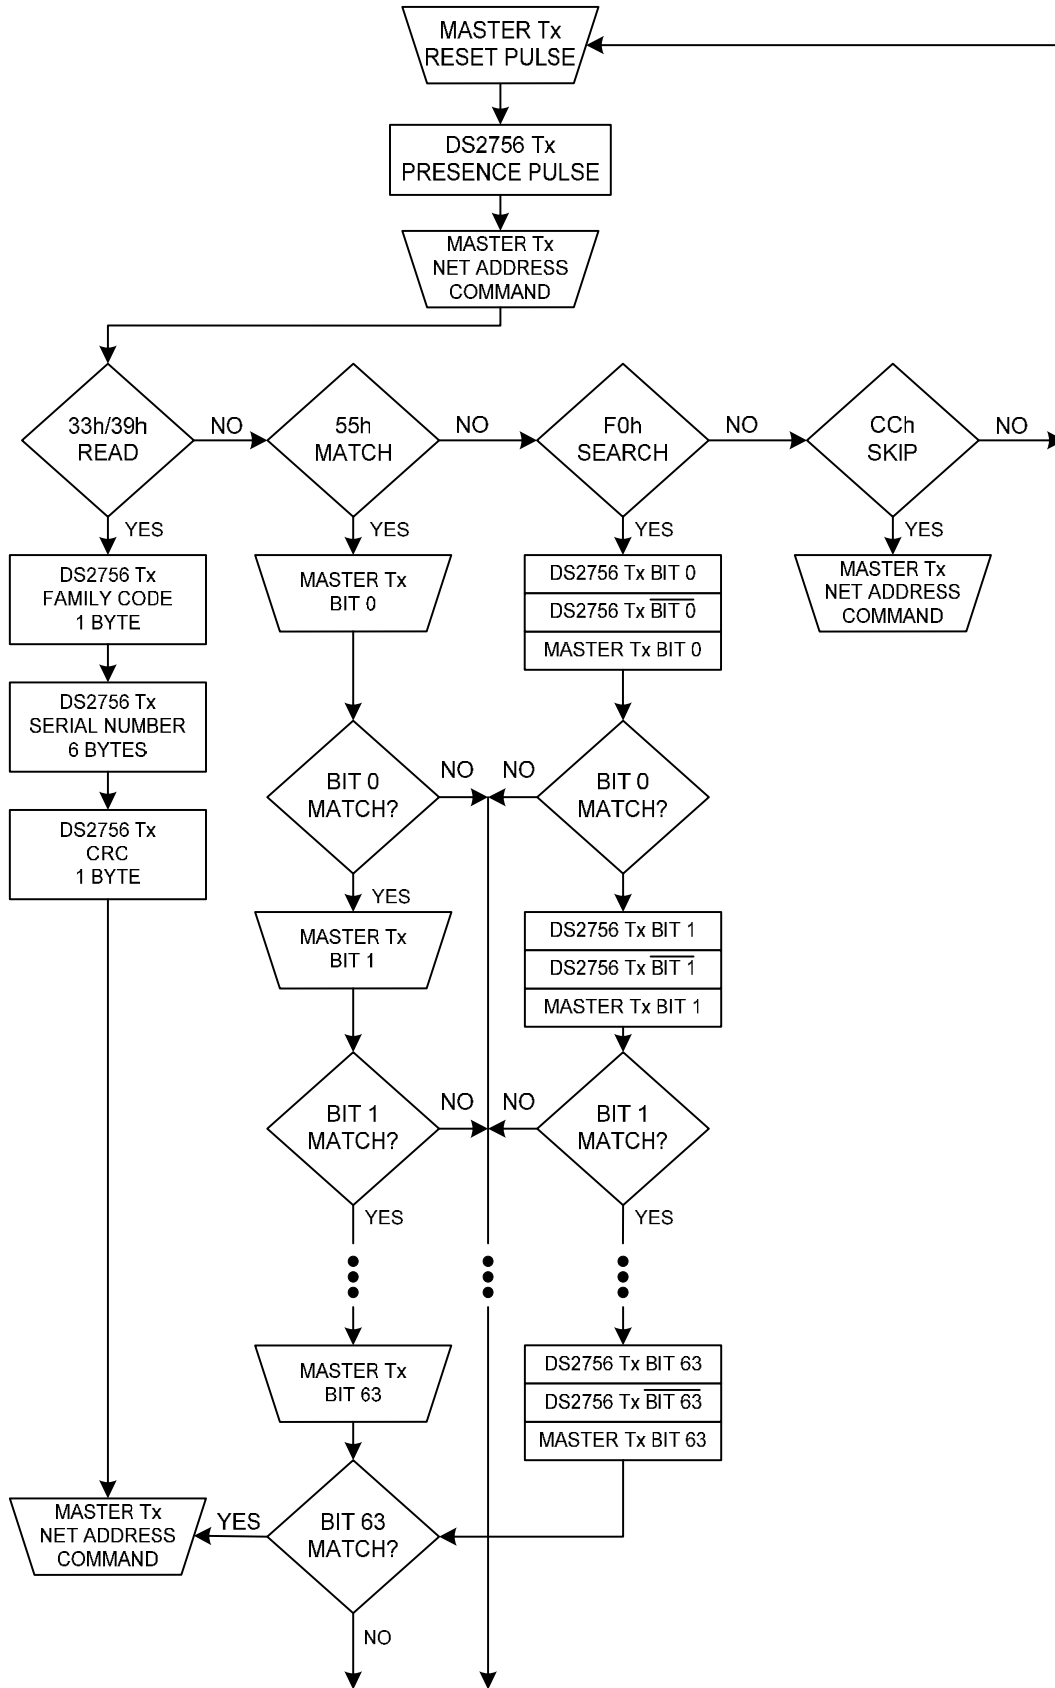 MASTER Tx
RESET PULSE
DS2756 Tx
PRESENCE PULSE
MASTER Tx
NET ADDRESS
COMMAND
33h/39h
READ
NO
55h
MATCH
NO
F0h
SEARCH
NO
CCh
SKIP
NO
YES
YES
YES
YES
DS2756 Tx
FAMILY CODE
1 BYTE
MASTER Tx
BIT 0
DS2756 Tx BIT 0
DS2756 Tx B̅I̅T̅ ̅0̅
MASTER Tx BIT 0
MASTER Tx
NET ADDRESS
COMMAND
DS2756 Tx
SERIAL NUMBER
6 BYTES
BIT 0
MATCH?
NO
NO
BIT 0
MATCH?
DS2756 Tx
CRC
1 BYTE
YES
MASTER Tx
BIT 1
DS2756 Tx BIT 1
DS2756 Tx B̅I̅T̅ ̅1̅
MASTER Tx BIT 1
BIT 1
MATCH?
NO
NO
BIT 1
MATCH?
YES
YES
MASTER Tx
BIT 63
DS2756 Tx BIT 63
DS2756 Tx B̅I̅T̅ ̅6̅3̅
MASTER Tx BIT 63
MASTER Tx
NET ADDRESS
COMMAND
YES
BIT 63
MATCH?
NO